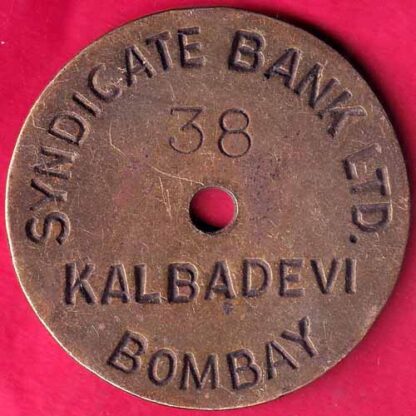 SYNDICATE BANK LTD.
38
KALBADEVI
BOMBAY